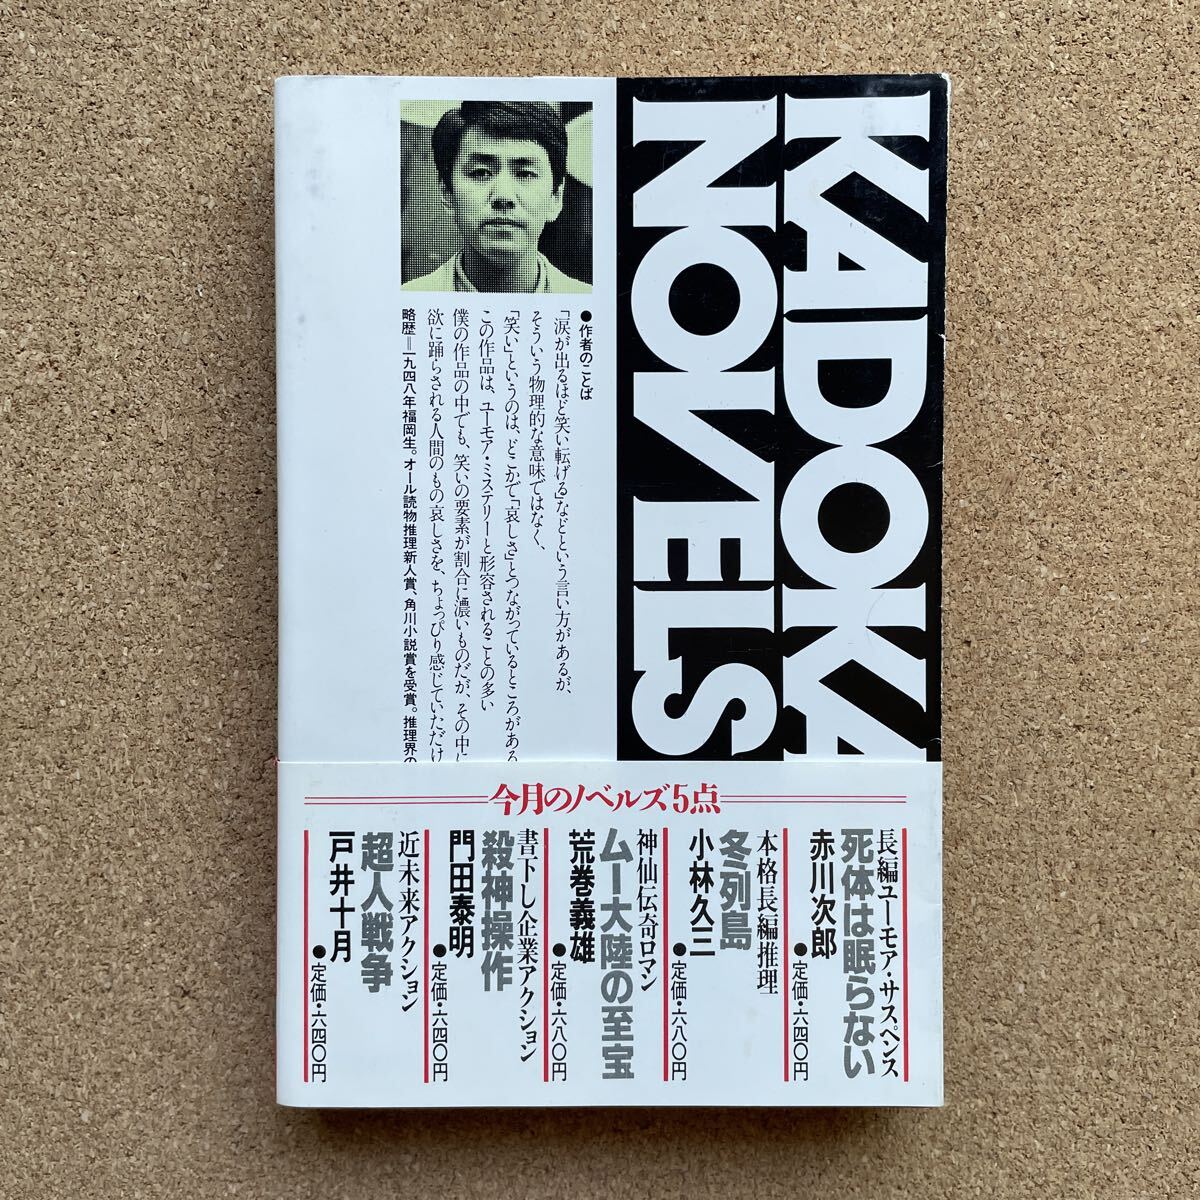 KADOKAWA
NOVELS
●作者のことば
「涙が出るほど笑い転げる」などという言い方があるが、
そういう物理的な意味ではなく、
「笑い」というのは、どこかで「哀しさ」とつながっているところがある
この作品は、ユーモア・ミステリーと形容されることの多い
僕の作品の中でも、笑いの要素が割合に濃いものだが、その中に
欲に踊らされる人間のもの哀しさを、ちょっぴり感じていただけ
略歴＝一九四八年福岡生。オール読物推理新人賞、角川小説賞を受賞。推理界の
今月のノベルズ5点
長編ユーモア・サスペンス
死体は眠らない
赤川次郎
●定価・六四〇円
本格長編推理
冬列島
小林久三
●定価・六八〇円
神仙伝奇ロマン
ムー大陸の至宝
荒巻義雄
●定価・六八〇円
書下し企業アクション
殺神操作
門田泰明
●定価・六四〇円
近未来アクション
超人戦争
戸井十月
●定価・六四〇円